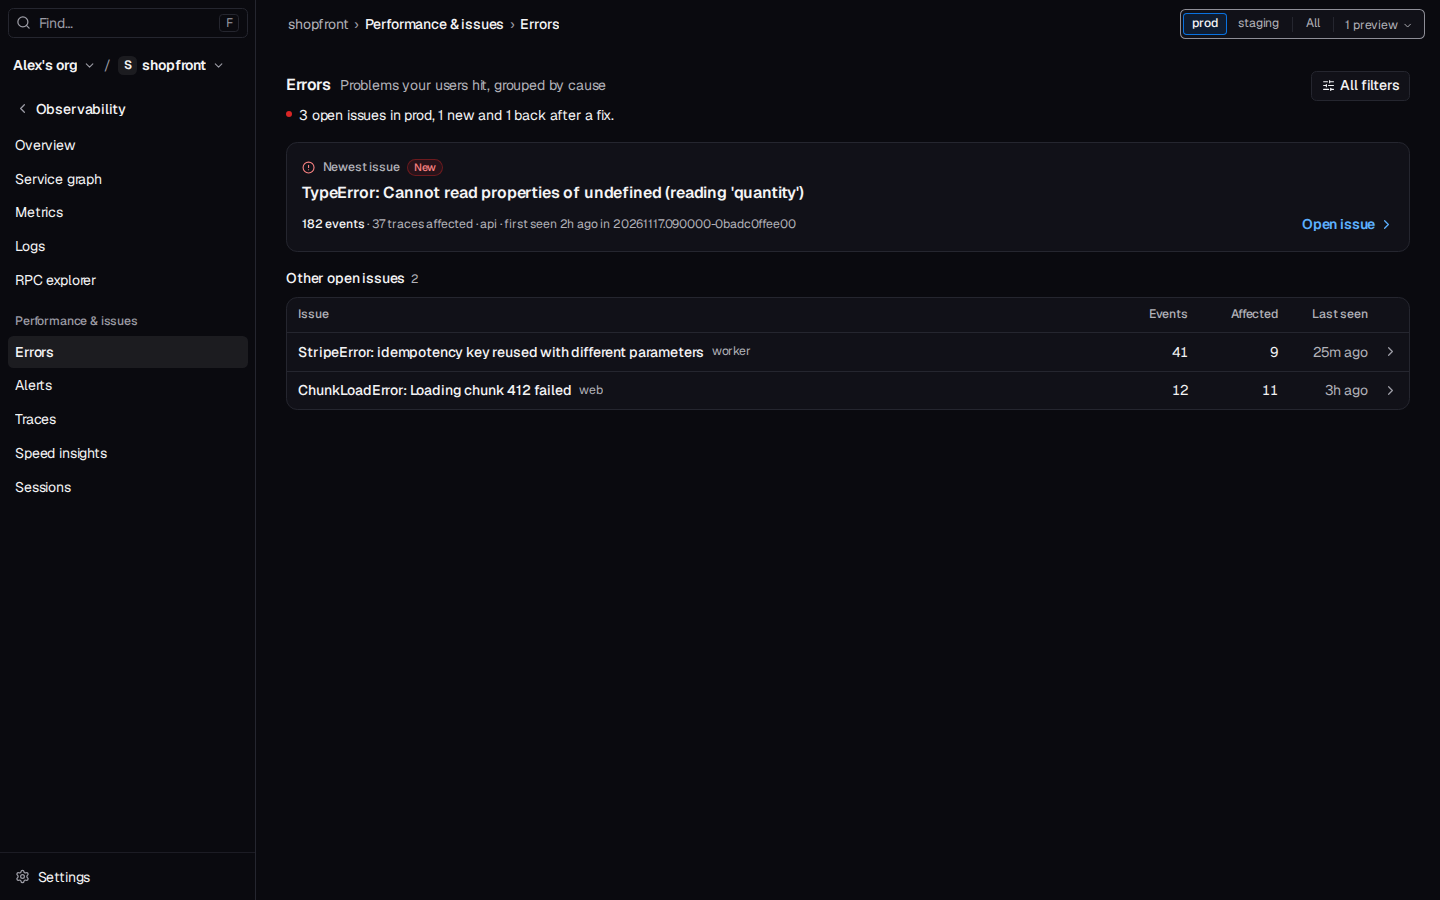 Find...
F
Alex's org / S shopfront
Observability
Overview
Service graph
Metrics
Logs
RPC explorer
Performance & issues
Errors
Alerts
Traces
Speed insights
Sessions
Settings
shopfront › Performance & issues › Errors
prod staging All 1 preview
Errors Problems your users hit, grouped by cause
All filters
3 open issues in prod, 1 new and 1 back after a fix.
Newest issue New
TypeError: Cannot read properties of undefined (reading 'quantity')
182 events · 37 traces affected · api · first seen 2h ago in 20261117.090000-0badc0ffee00
Open issue
Other open issues 2
Issue Events Affected Last seen
StripeError: idempotency key reused with different parameters worker 41 9 25m ago
ChunkLoadError: Loading chunk 412 failed web 12 11 3h ago